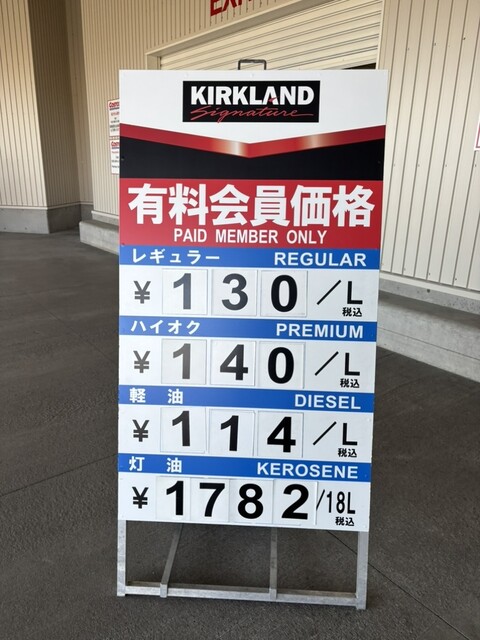 KIRKLAND
Signature
有料会員価格
PAID MEMBER ONLY
レギュラー REGULAR
¥ 130 /L
税込
ハイオク PREMIUM
¥ 140 /L
税込
軽 油 DIESEL
¥ 114 /L
税込
灯 油 KEROSENE
¥ 1782 /18L
税込